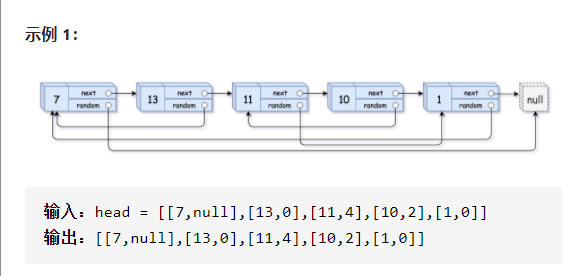 示例 1：
next next next next next
7 13 11 10 1 null
random random random random random
输入：head = [[7,null],[13,0],[11,4],[10,2],[1,0]]
输出：[[7,null],[13,0],[11,4],[10,2],[1,0]]